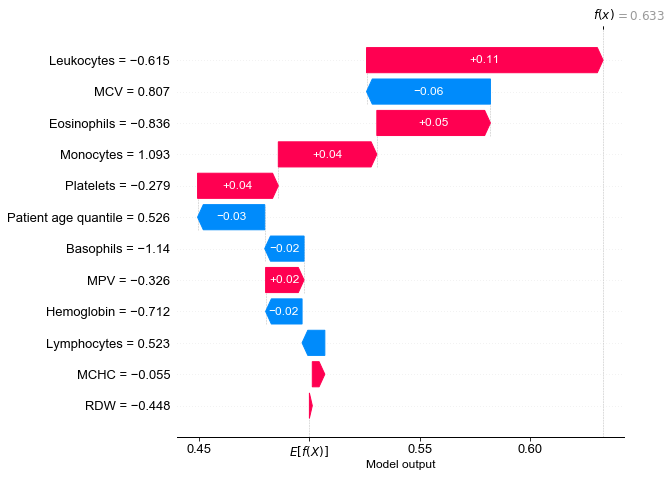 f(x) = 0.633
Leukocytes = −0.615
+0.11
MCV = 0.807
−0.06
Eosinophils = −0.836
+0.05
Monocytes = 1.093
+0.04
Platelets = −0.279
+0.04
Patient age quantile = 0.526
−0.03
Basophils = −1.14
−0.02
MPV = −0.326
+0.02
Hemoglobin = −0.712
−0.02
Lymphocytes = 0.523
MCHC = −0.055
RDW = −0.448
0.45 E[f(X)] 0.55 0.60
Model output